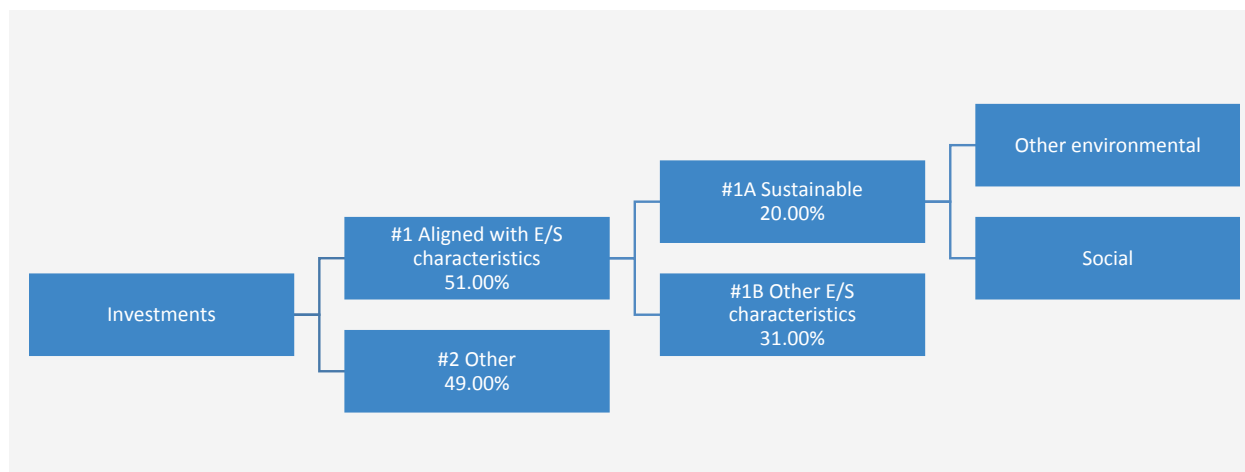 Investments
#1 Aligned with E/S
characteristics
51.00%
#2 Other
49.00%
#1A Sustainable
20.00%
#1B Other E/S
characteristics
31.00%
Other environmental
Social